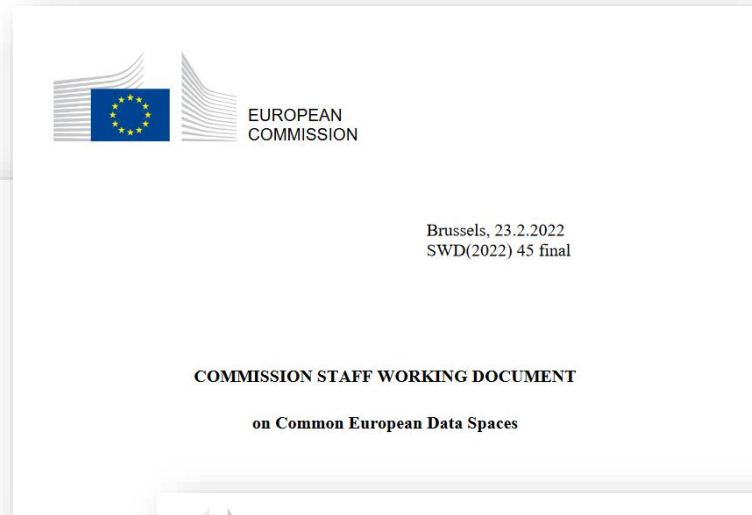 EUROPEAN
COMMISSION
Brussels, 23.2.2022
SWD(2022) 45 final
COMMISSION STAFF WORKING DOCUMENT
on Common European Data Spaces